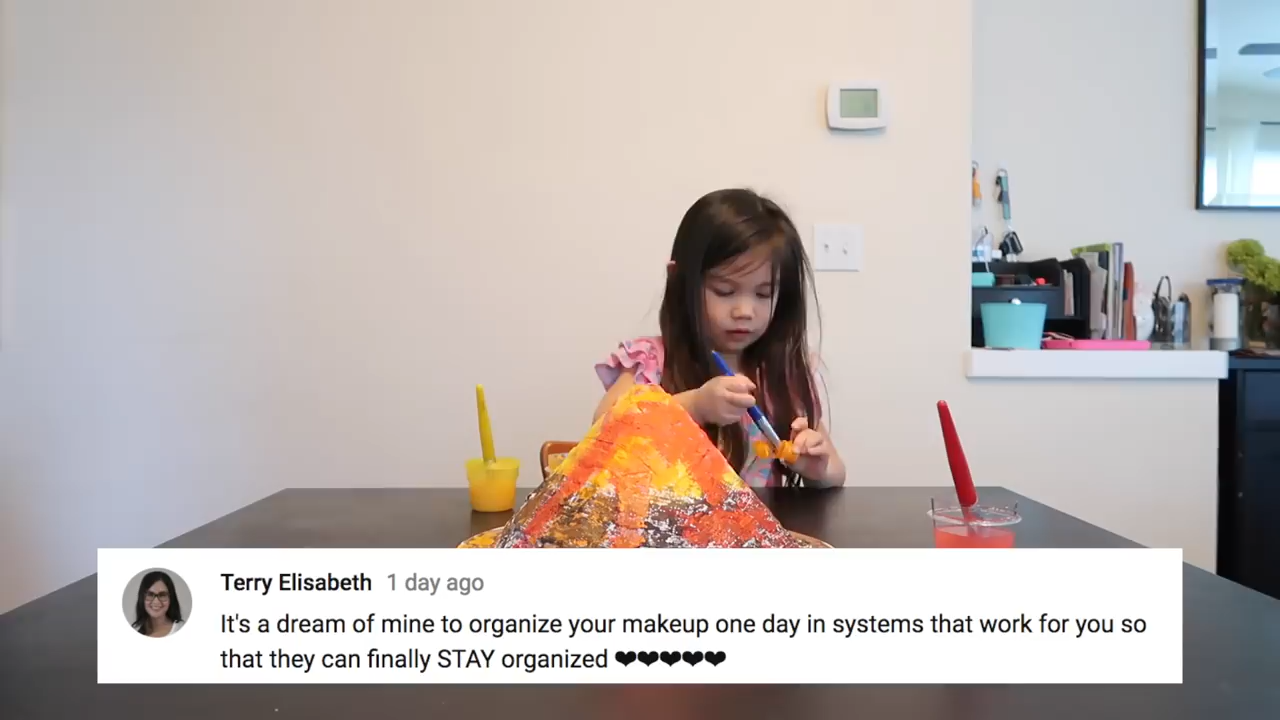 Terry Elisabeth 1 day ago
It's a dream of mine to organize your makeup one day in systems that work for you so
that they can finally STAY organized ❤❤❤❤❤